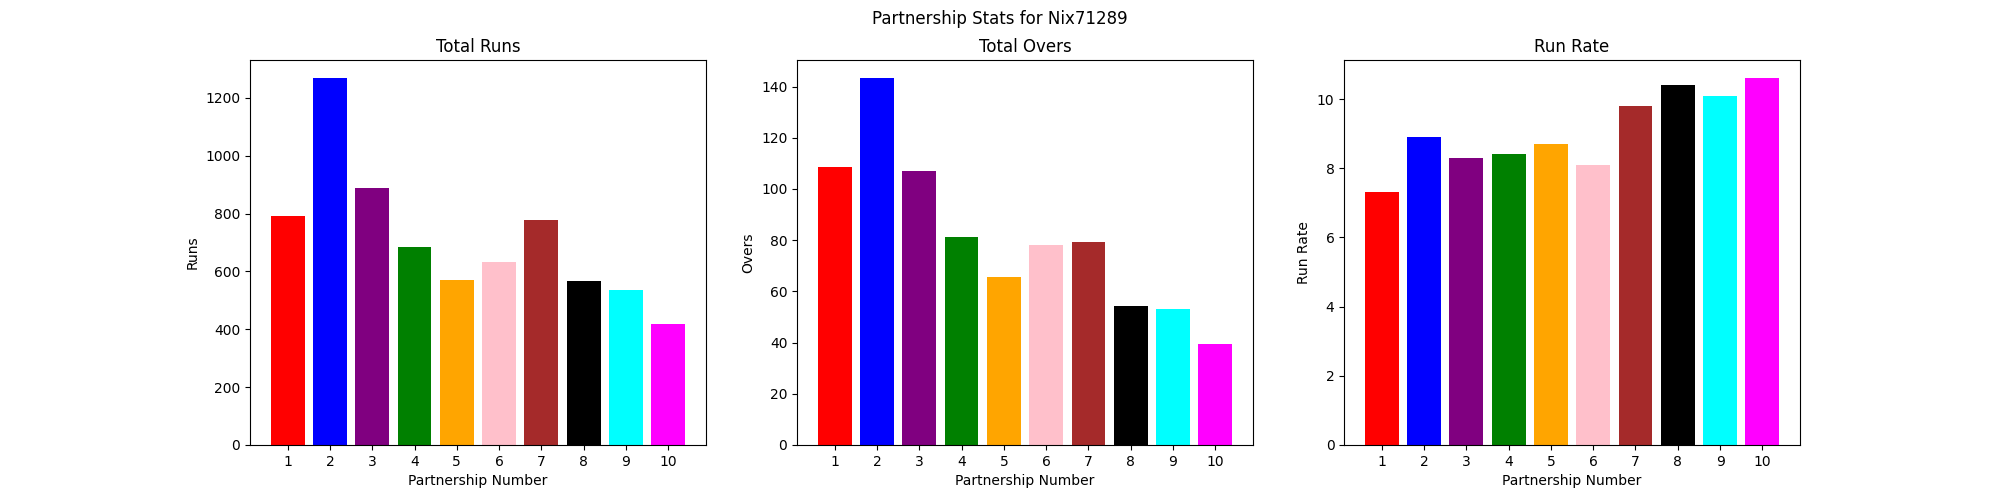 Partnership Stats for Nix71289
Total Runs
Runs
0
200
400
600
800
1000
1200
1 2 3 4 5 6 7 8 9 10
Partnership Number
Total Overs
Overs
0
20
40
60
80
100
120
140
1 2 3 4 5 6 7 8 9 10
Partnership Number
Run Rate
Run Rate
0
2
4
6
8
10
1 2 3 4 5 6 7 8 9 10
Partnership Number